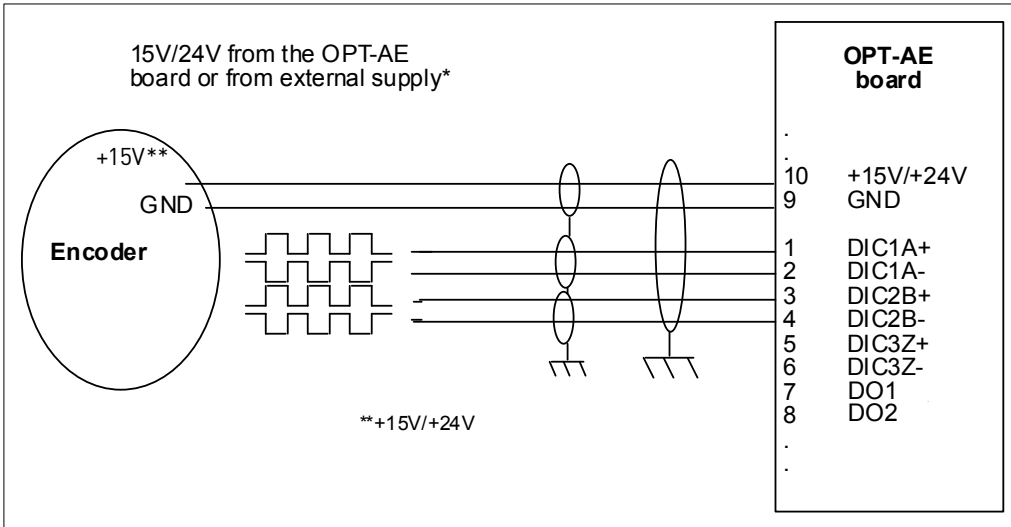 15V/24V from the OPT-AE
board or from external supply*
OPT-AE
board
+15V**
GND
Encoder
.
.
10 +15V/+24V
9 GND
1 DIC1A+
2 DIC1A-
3 DIC2B+
4 DIC2B-
5 DIC3Z+
6 DIC3Z-
7 DO1
8 DO2
.
.
**+15V/+24V